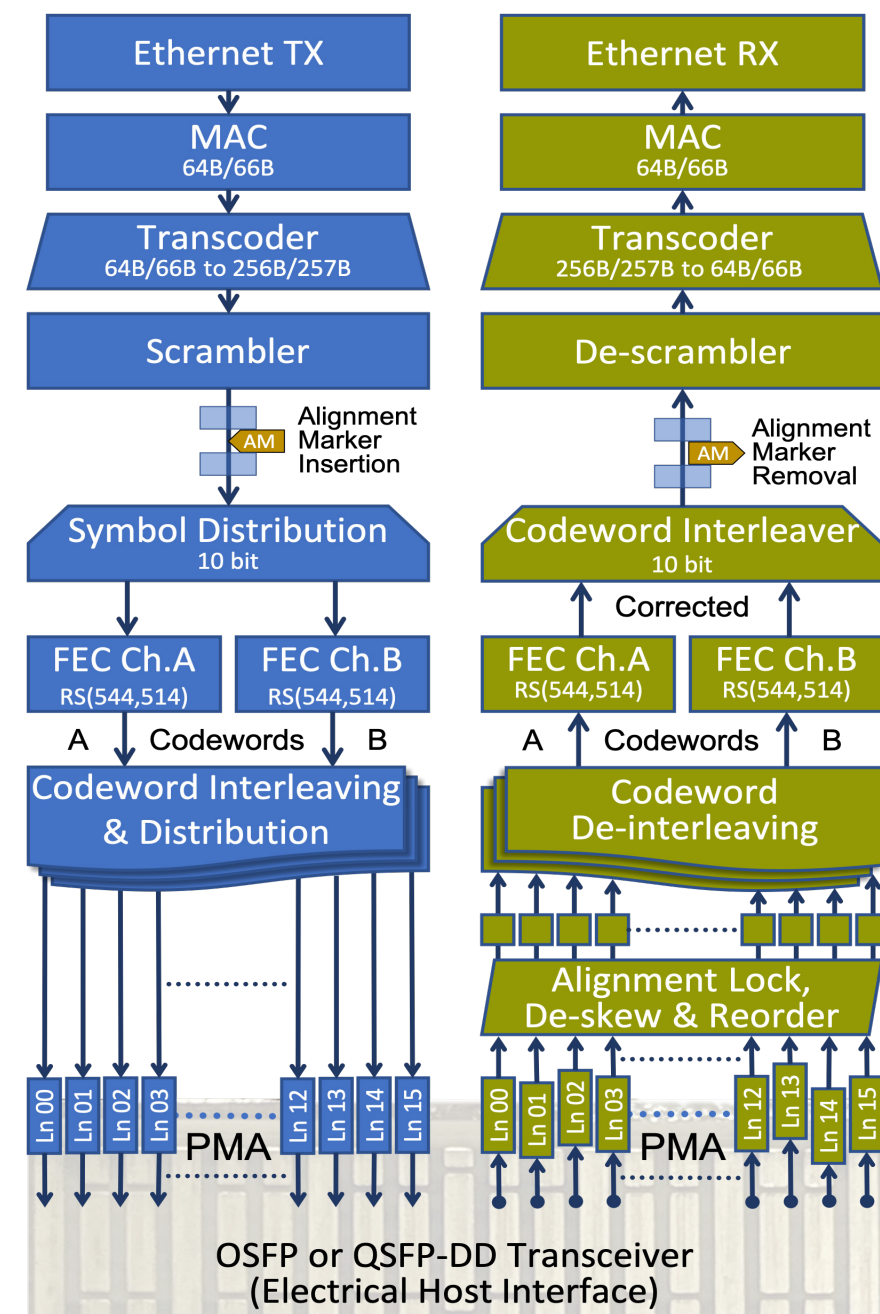 Ethernet TX
MAC
64B/66B
Transcoder
64B/66B to 256B/257B
Scrambler
AM
Alignment
Marker
Insertion
Symbol Distribution
10 bit
FEC Ch.A
RS(544,514)
FEC Ch.B
RS(544,514)
A Codewords B
Codeword Interleaving
& Distribution
Ln 00
Ln 01
Ln 02
Ln 03
Ln 12
Ln 13
Ln 14
Ln 15
PMA
Ethernet RX
MAC
64B/66B
Transcoder
256B/257B to 64B/66B
De-scrambler
AM
Alignment
Marker
Removal
Codeword Interleaver
10 bit
Corrected
FEC Ch.A
RS(544,514)
FEC Ch.B
RS(544,514)
A Codewords B
Codeword
De-interleaving
Alignment Lock,
De-skew & Reorder
Ln 00
Ln 01
Ln 02
Ln 03
Ln 12
Ln 13
Ln 14
Ln 15
PMA
OSFP or QSFP-DD Transceiver
(Electrical Host Interface)